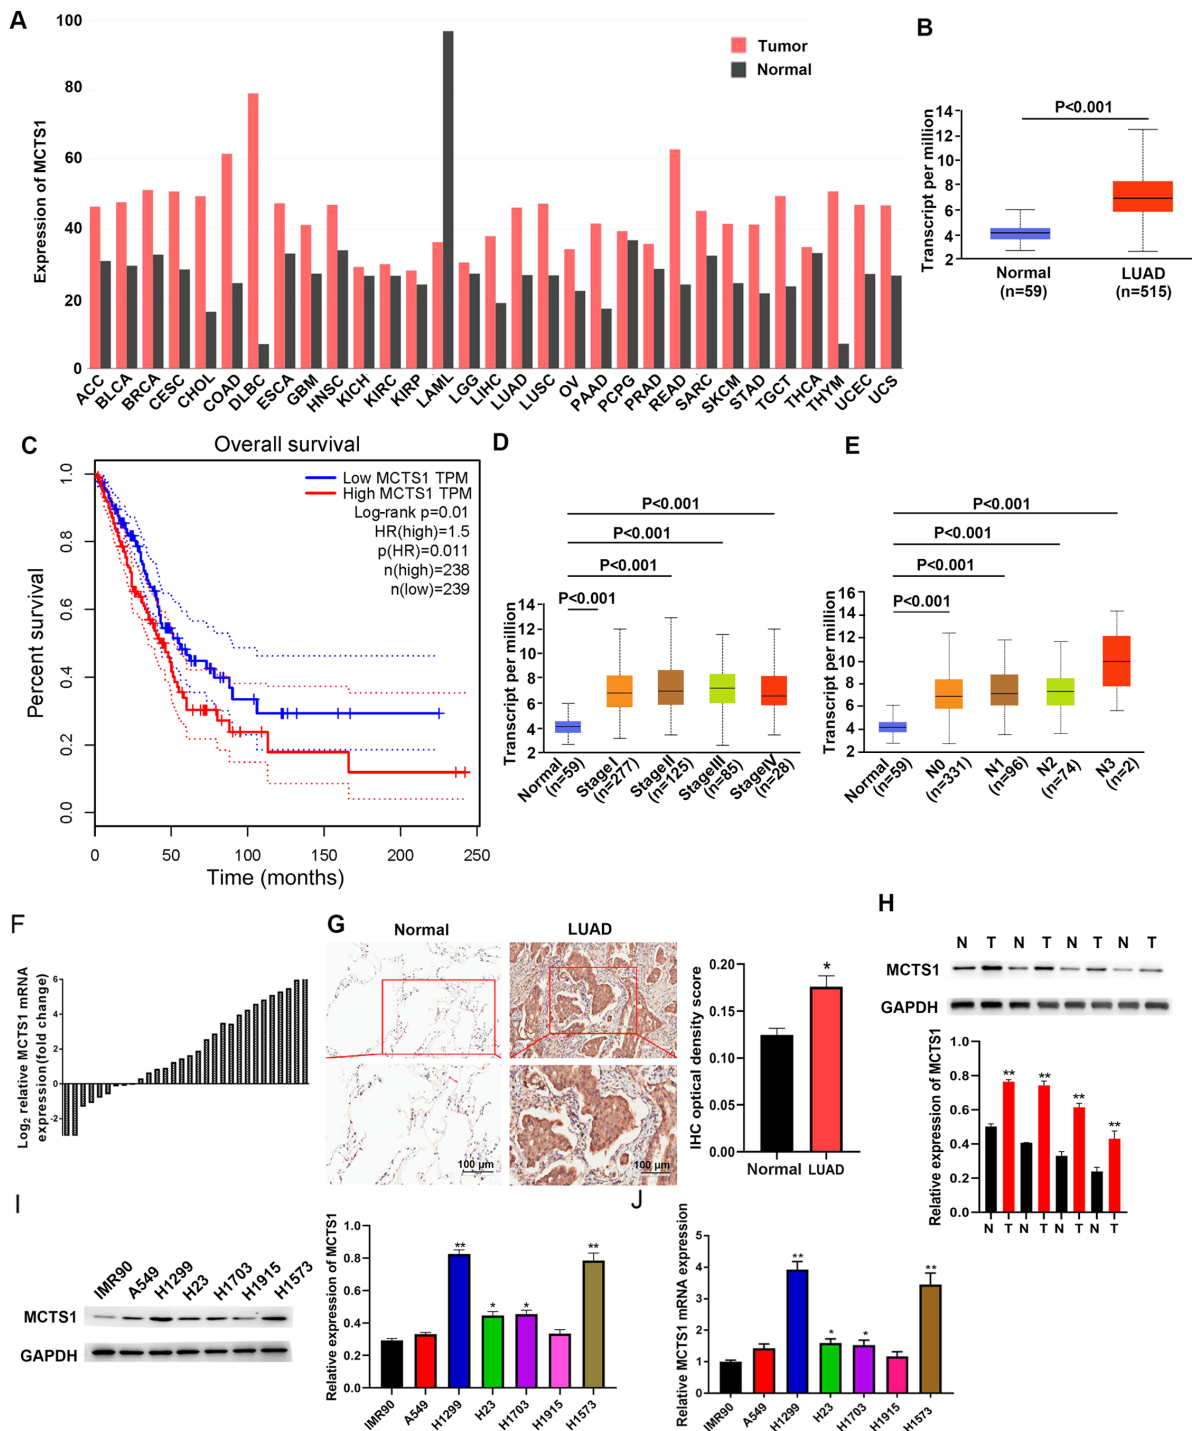 A
100
80
60
40
20
0
Expression of MCTS1
Tumor
Normal
ACC BLCA BRCA CESC CHOL COAD DLBC ESCA GBM HNSC KICH KIRC KIRP LAML LGG LIHC LUAD LUSC OV PAAD PCPG PRAD READ SARC SKCM STAD TGCT THCA THYM UCEC UCS
B
P<0.001
Transcript per million
14
12
10
8
6
4
2
Normal LUAD
(n=59) (n=515)
C
Overall survival
Low MCTS1 TPM
High MCTS1 TPM
Log-rank p=0.01
HR(high)=1.5
p(HR)=0.011
n(high)=238
n(low)=239
Percent survival
1.0
0.8
0.6
0.4
0.2
0.0
0 50 100 150 200 250
Time (months)
D
P<0.001
P<0.001
P<0.001
P<0.001
Transcript per million
14
12
10
8
6
4
2
Normal StageI StageII StageIII StageIV
(n=59) (n=277) (n=125) (n=85) (n=28)
E
P<0.001
P<0.001
P<0.001
P<0.001
Transcript per million
16
14
12
10
8
6
4
2
Normal N0 N1 N2 N3
(n=59) (n=331) (n=96) (n=74) (n=2)
F
Log2 relative MCTS1 mRNA
expression (fold change)
6
4
2
0
-2
G
Normal LUAD
100 µm 100 µm
IHC optical density score
0.20
0.15
0.10
0.05
0.00
*
Normal LUAD
H
N T N T N T N T
MCTS1
GAPDH
Relative expression of MCTS1
1.0
0.8
0.6
0.4
0.2
0.0
** ** ** **
N T N T N T N T
I
IMR90 A549 H1299 H23 H1703 H1915 H1573
MCTS1
GAPDH
Relative expression of MCTS1
1.0
0.8
0.6
0.4
0.2
0.0
** * * **
IMR90 A549 H1299 H23 H1703 H1915 H1573
J
Relative MCTS1 mRNA expression
5
4
3
2
1
0
** * * **
IMR90 A549 H1299 H23 H1703 H1915 H1573